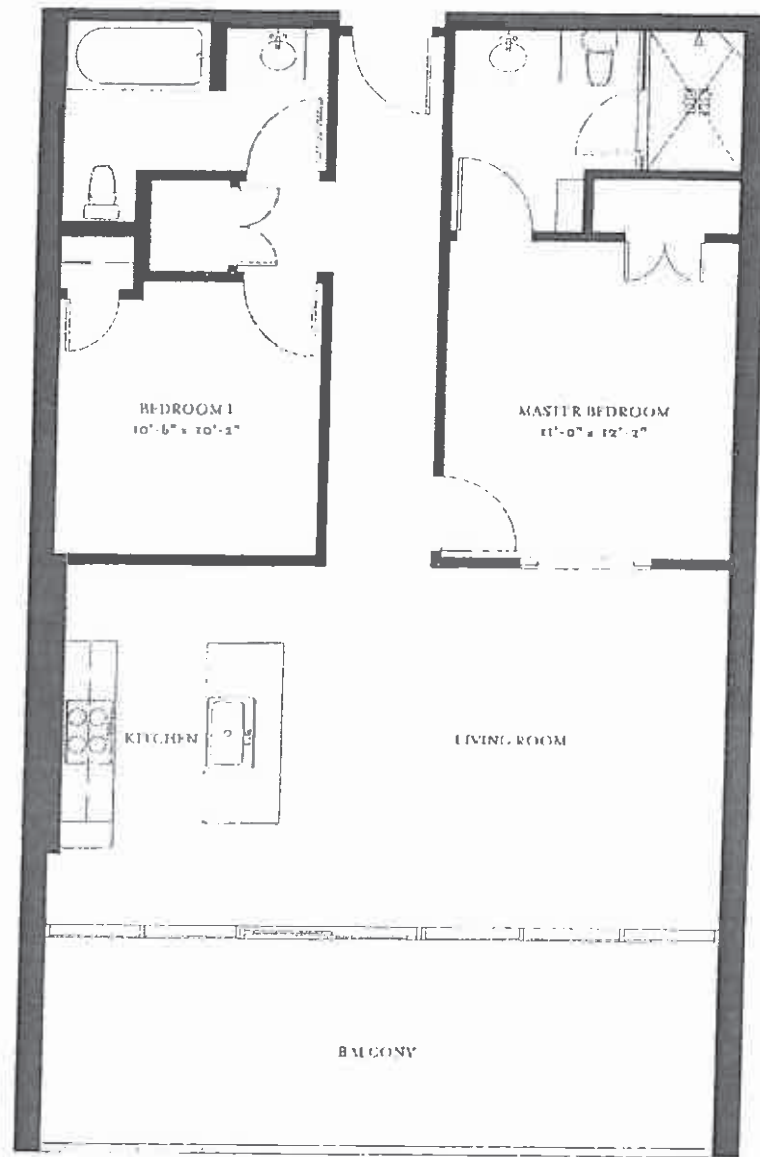 BEDROOM 1
10'-6" x 10'-2"
MASTER BEDROOM
11'-0" x 12'-2"
KITCHEN
LIVING ROOM
BALCONY